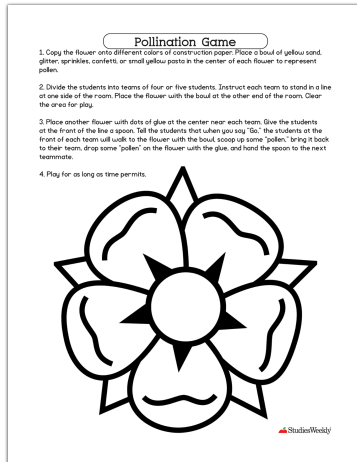 Pollination Game
1. Copy the flower onto different colors of construction paper. Place a bowl of yellow sand,
glitter, sprinkles, confetti, or small yellow pasta in the center of each flower to represent
pollen.
2. Divide the students into teams of four or five students. Instruct each team to stand in a line
at one side of the room. Place the flower with the bowl at the other end of the room. Clear
the area for play.
3. Place another flower with dots of glue at the center near each team. Give the students
at the front of the line a spoon. Tell the students that when you say "Go," the students at the
front of each team will walk to the flower with the bowl, scoop up some "pollen," bring it back
to their team, drop some "pollen" on the flower with the glue, and hand the spoon to the next
teammate.
4. Play for as long as time permits.
StudiesWeekly